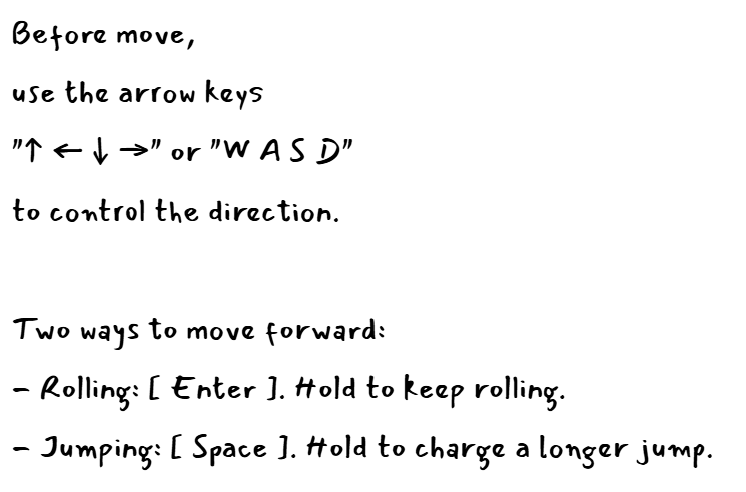 Before move,
use the arrow keys
"↑ ← ↓ →" or "W A S D"
to control the direction.
Two ways to move forward:
- Rolling: [ Enter ]. Hold to keep rolling.
- Jumping: [ Space ]. Hold to charge a longer jump.